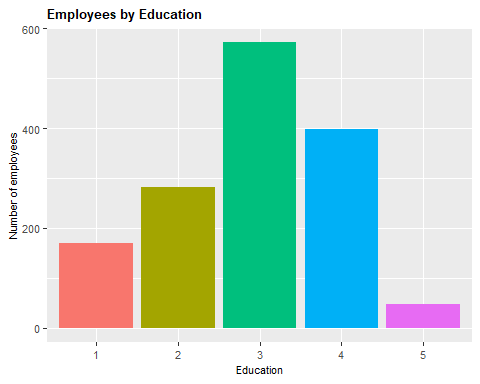 Employees by Education
600
400
200
0
Number of employees
1 2 3 4 5
Education